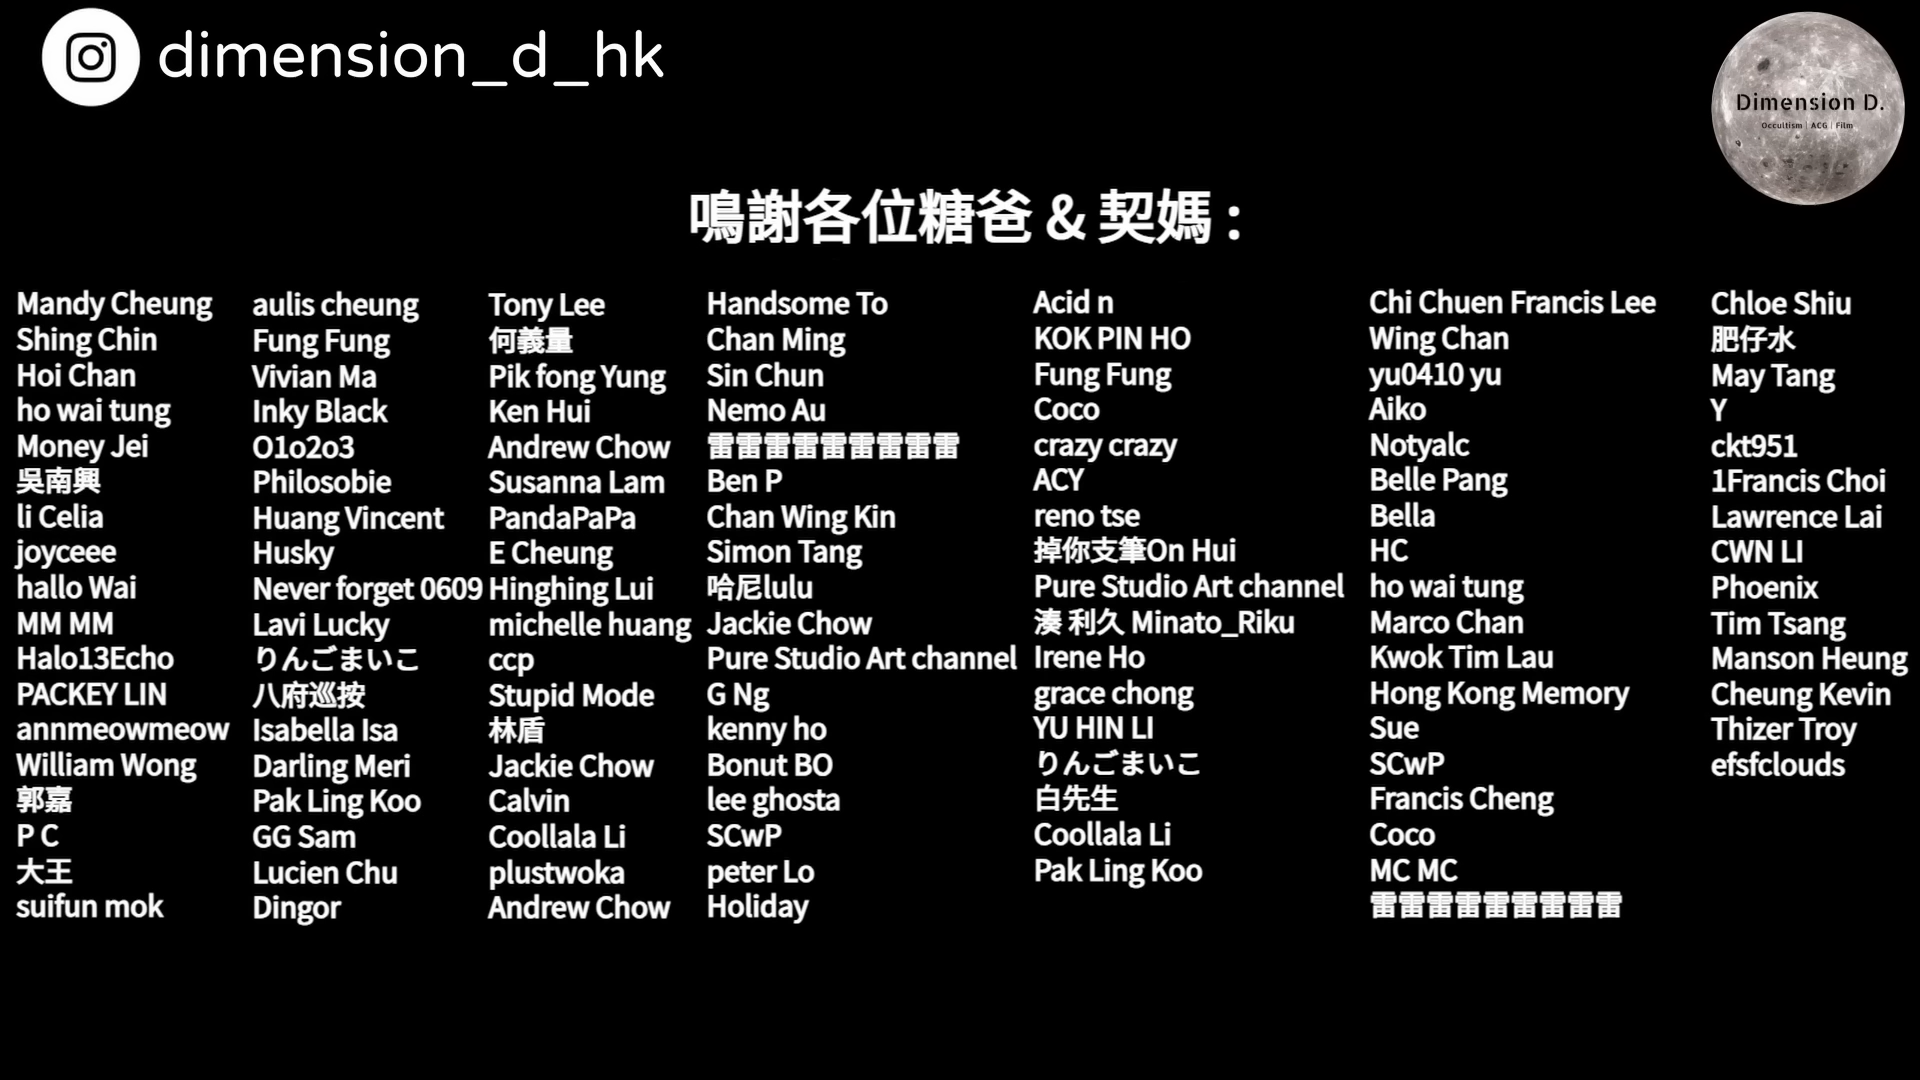 dimension_d_hk
Dimension D.
Occultism | ACG | Film
鳴謝各位糖爸 & 契媽 :
Mandy Cheung
Shing Chin
Hoi Chan
ho wai tung
Money Jei
吳南興
li Celia
joyceee
hallo Wai
MM MM
Halo13Echo
PACKEY LIN
annmeowmeow
William Wong
郭嘉
P C
大王
suifun mok
aulis cheung
Fung Fung
Vivian Ma
Inky Black
O1o2o3
Philosobie
Huang Vincent
Husky
Never forget 0609
Lavi Lucky
りんごまいこ
八府巡按
Isabella Isa
Darling Meri
Pak Ling Koo
GG Sam
Lucien Chu
Dingor
Tony Lee
何義量
Pik fong Yung
Ken Hui
Andrew Chow
Susanna Lam
PandaPaPa
E Cheung
Hinghing Lui
michelle huang
ccp
Stupid Mode
林盾
Jackie Chow
Calvin
Coollala Li
plustwoka
Andrew Chow
Handsome To
Chan Ming
Sin Chun
Nemo Au
雷雷雷雷雷雷雷雷雷
Ben P
Chan Wing Kin
Simon Tang
哈尼lulu
Jackie Chow
Pure Studio Art channel
G Ng
kenny ho
Bonut BO
lee ghosta
SCwP
peter Lo
Holiday
Acid n
KOK PIN HO
Fung Fung
Coco
crazy crazy
ACY
reno tse
掉你支筆On Hui
Pure Studio Art channel
湊 利久 Minato_Riku
Irene Ho
grace chong
YU HIN LI
りんごまいこ
白先生
Coollala Li
Pak Ling Koo
Chi Chuen Francis Lee
Wing Chan
yu0410 yu
Aiko
Notyalc
Belle Pang
Bella
HC
ho wai tung
Marco Chan
Kwok Tim Lau
Hong Kong Memory
Sue
SCwP
Francis Cheng
Coco
MC MC
雷雷雷雷雷雷雷雷雷
Chloe Shiu
肥仔水
May Tang
Y
ckt951
1Francis Choi
Lawrence Lai
CWN LI
Phoenix
Tim Tsang
Manson Heung
Cheung Kevin
Thizer Troy
efsfclouds